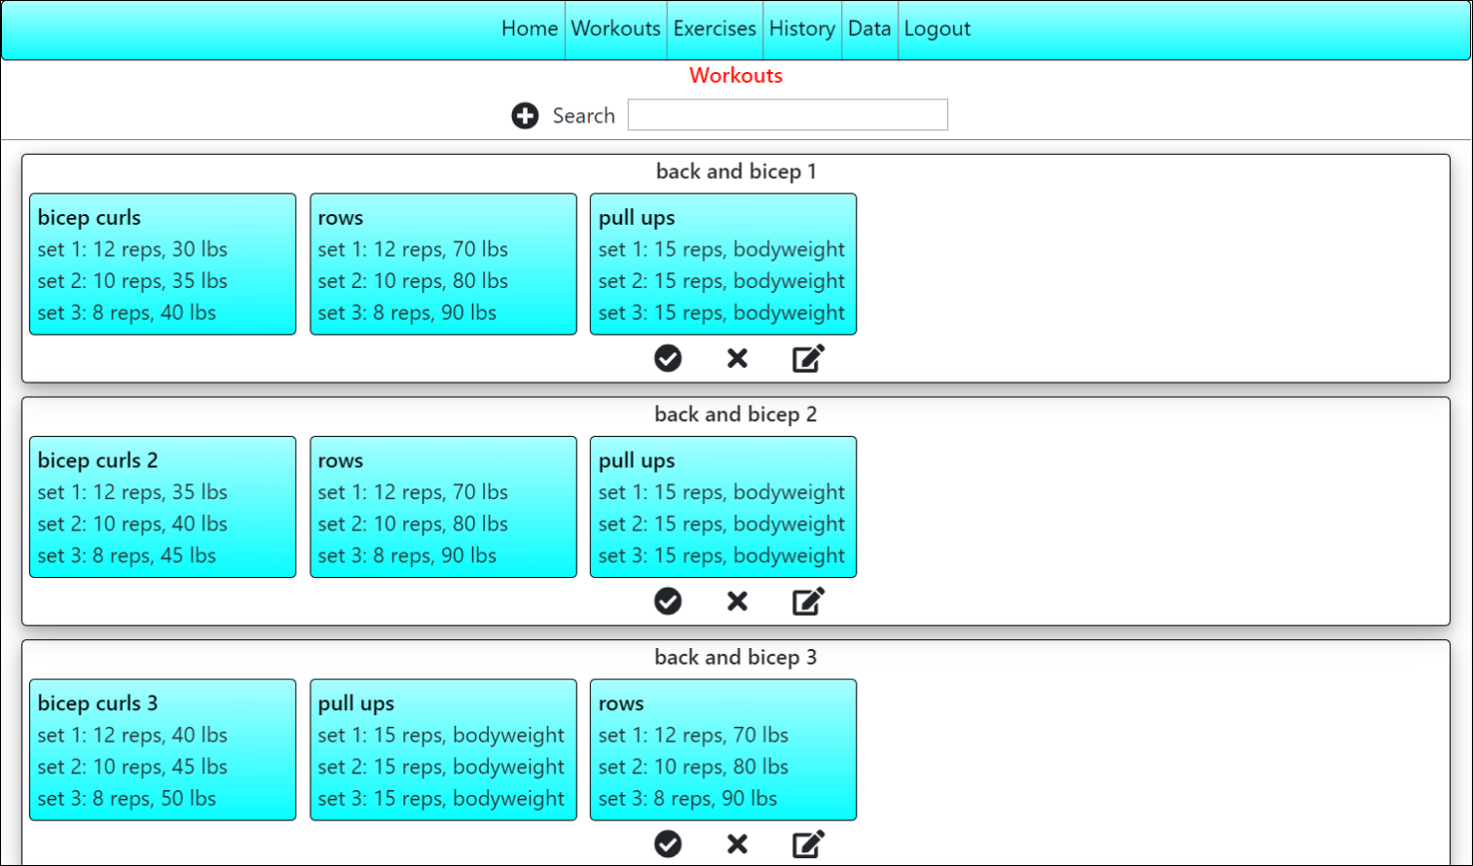 Home Workouts Exercises History Data Logout
Workouts
Search
back and bicep 1
bicep curls
set 1: 12 reps, 30 lbs
set 2: 10 reps, 35 lbs
set 3: 8 reps, 40 lbs
rows
set 1: 12 reps, 70 lbs
set 2: 10 reps, 80 lbs
set 3: 8 reps, 90 lbs
pull ups
set 1: 15 reps, bodyweight
set 2: 15 reps, bodyweight
set 3: 15 reps, bodyweight
back and bicep 2
bicep curls 2
set 1: 12 reps, 35 lbs
set 2: 10 reps, 40 lbs
set 3: 8 reps, 45 lbs
rows
set 1: 12 reps, 70 lbs
set 2: 10 reps, 80 lbs
set 3: 8 reps, 90 lbs
pull ups
set 1: 15 reps, bodyweight
set 2: 15 reps, bodyweight
set 3: 15 reps, bodyweight
back and bicep 3
bicep curls 3
set 1: 12 reps, 40 lbs
set 2: 10 reps, 45 lbs
set 3: 8 reps, 50 lbs
pull ups
set 1: 15 reps, bodyweight
set 2: 15 reps, bodyweight
set 3: 15 reps, bodyweight
rows
set 1: 12 reps, 70 lbs
set 2: 10 reps, 80 lbs
set 3: 8 reps, 90 lbs